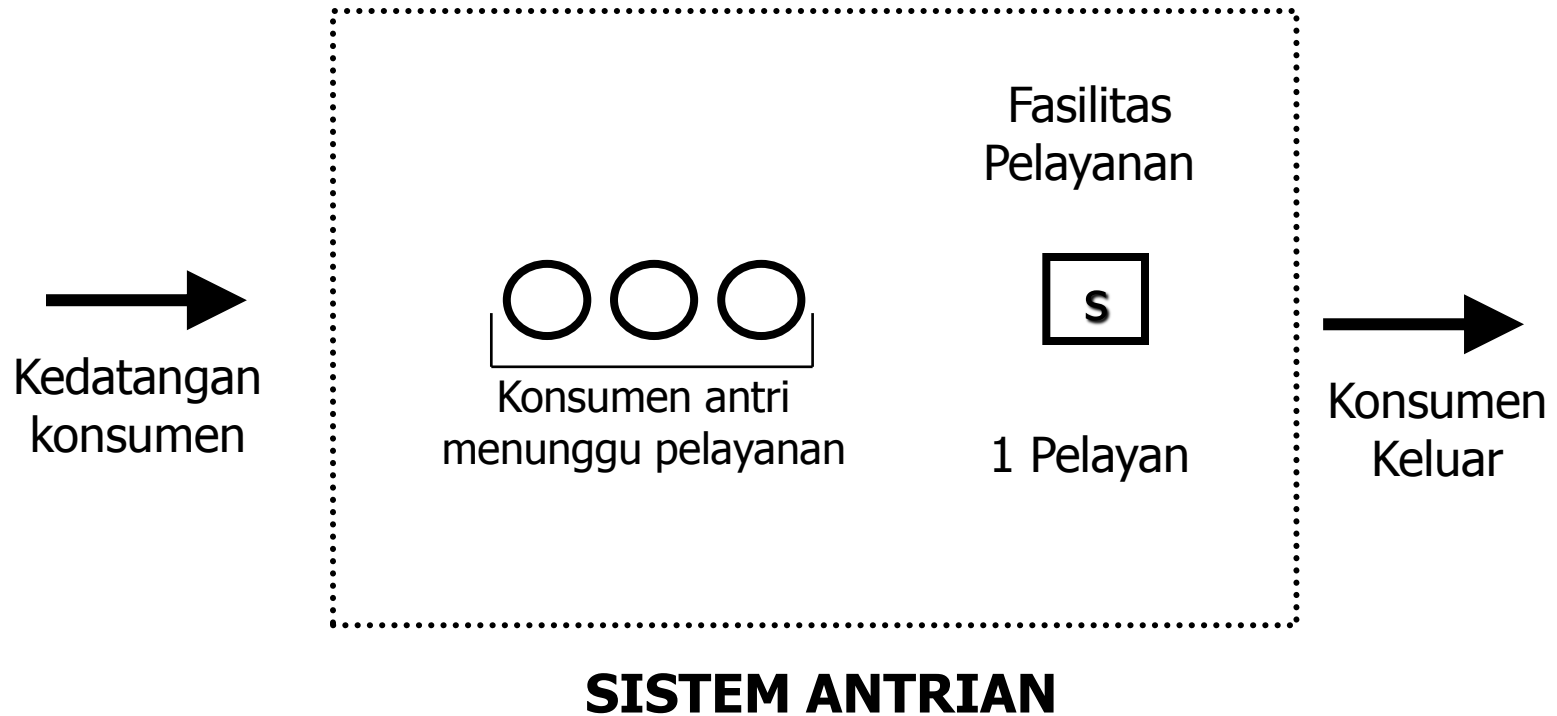 Fasilitas
Pelayanan
S
Kedatangan
konsumen
Konsumen antri
menunggu pelayanan
1 Pelayan
Konsumen
Keluar
SISTEM ANTRIAN